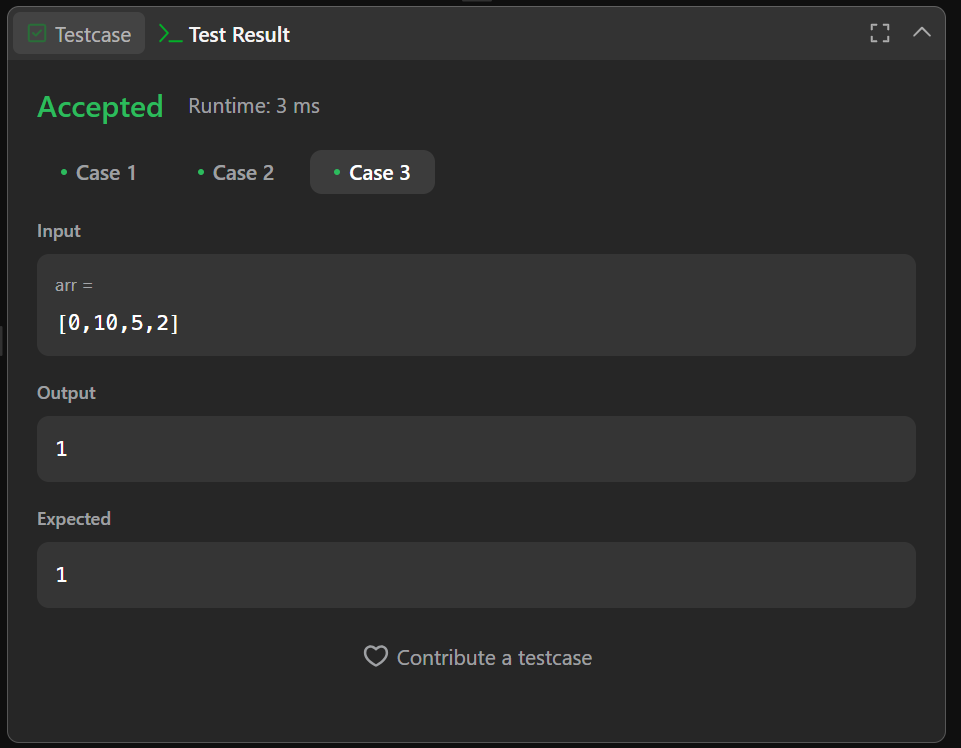 Testcase
Test Result
Accepted
Runtime: 3 ms
Case 1
Case 2
Case 3
Input
arr =
[0,10,5,2]
Output
1
Expected
1
Contribute a testcase